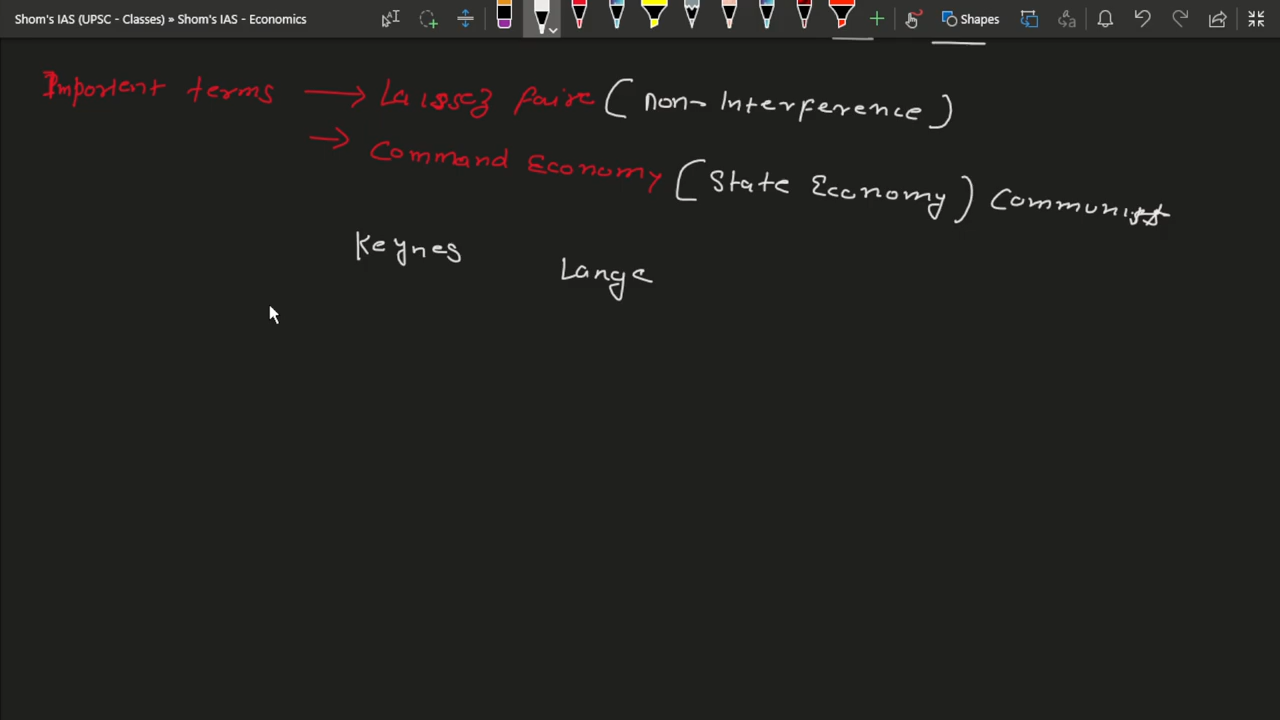 Shom's IAS (UPSC - Classes) » Shom's IAS - Economics
Shapes
Important terms → Laissez faire (Non-Interference)
→ Command Economy (State Economy) Communist
Keynes
Lange